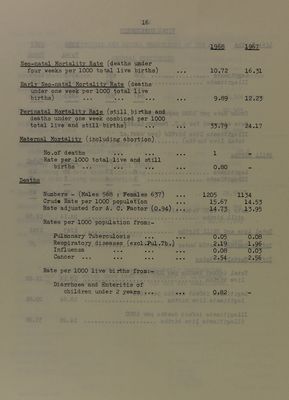 16.
1968 1967
Neo-natal Mortality Rate (deaths under
four weeks per 1000 total live births) ... 10.72 16.31
Early Neo-natal Mortality Rate (deaths
under one week per 1000 total live
births) ... ... ... ... 9.89 12.23
Perinatal Mortality Rate (still births and
deaths under one week combined per 1000
total live and still births) ... 33.79 24.17
Maternal Mortality (including abortion)
No.of deaths ... ... ... 1 -
Rate per 1000 total live and still
births ... ... ... ... 0.80 -
Deaths
Numbers - (Males 568 ; Females 637) ... 1205 1134
Crude Rate per 1000 population ... 15.67 14.53
Rate adjusted for A. C. Factor (0.94) ... 14.73 13.95
Rates per 1000 population from:-
Pulmonary Tuberculosis ... ... 0.05 0.08
Respiratory diseases (excl.Pul.Tb.) 2.19 1.96
Influenza ... ... ... 0.08 0.03
Cancer ... ... ... 2.54 2.56
Rate per 1000 live births from:-
Diarrhoea and Enteritis of
children under 2 years ... ... 0.82 -